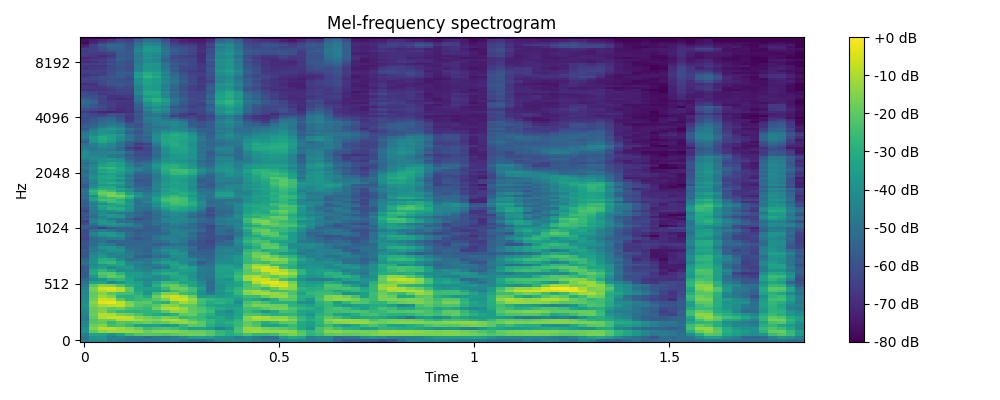 Mel-frequency spectrogram
Hz
8192
4096
2048
1024
512
0
0
0.5
1
1.5
Time
+0 dB
-10 dB
-20 dB
-30 dB
-40 dB
-50 dB
-60 dB
-70 dB
-80 dB